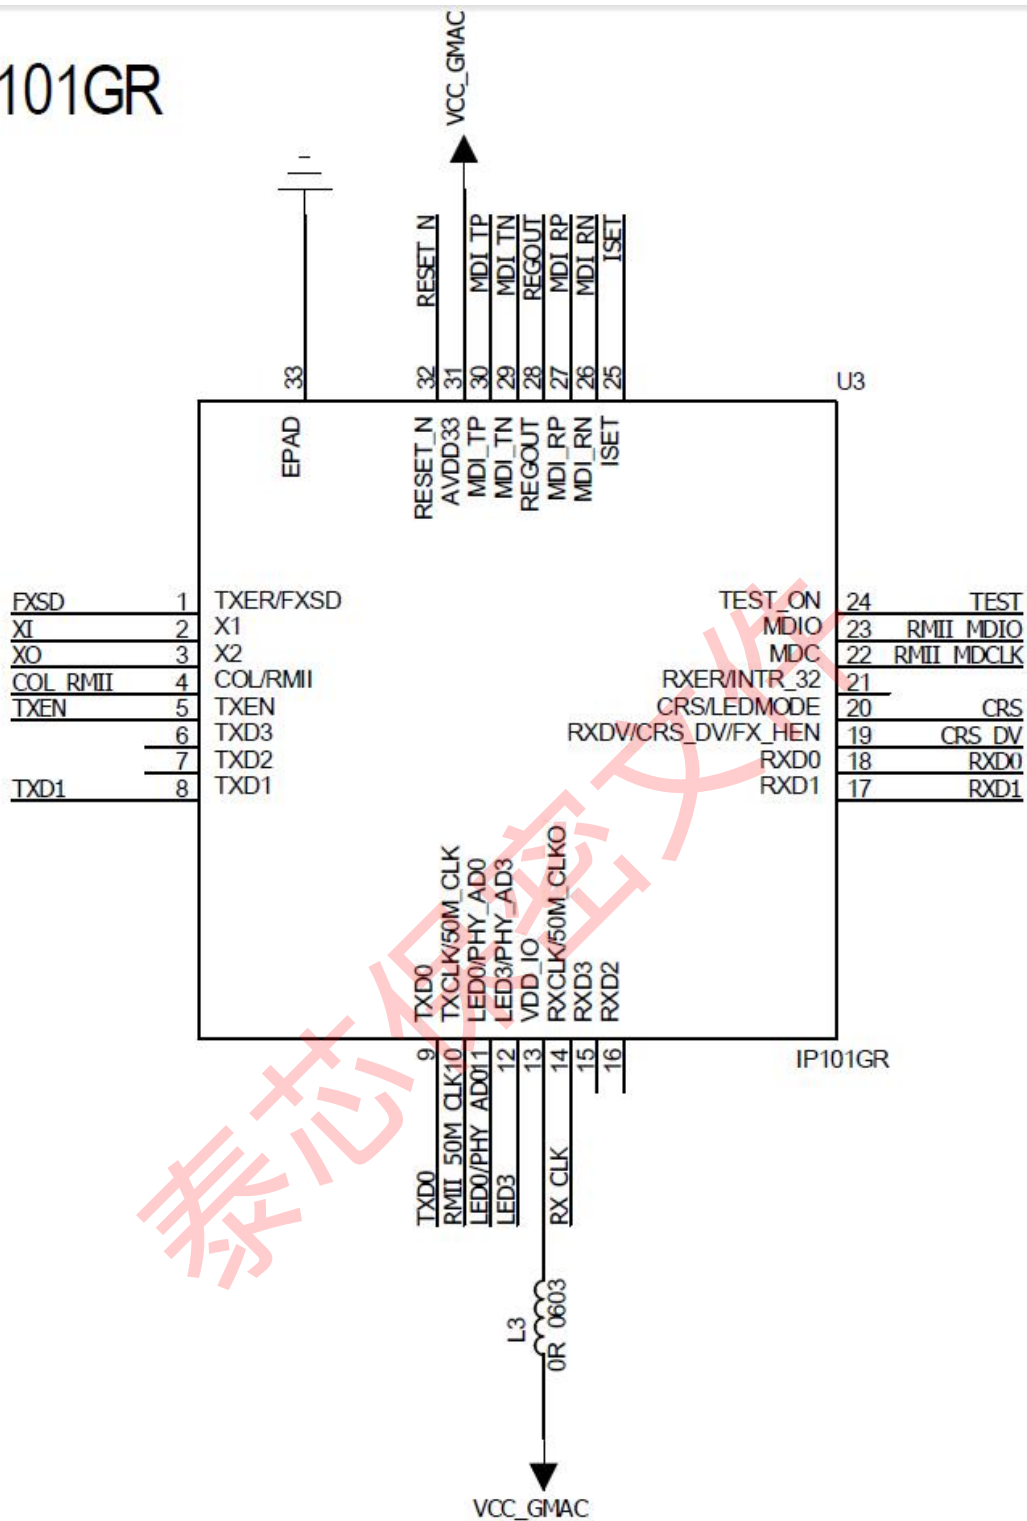 101GR
VCC_GMAC
RESET_N
MDI_TP
MDI_TN
REGOUT
MDI_RP
MDI_RN
ISET
33
32
31
30
29
28
27
26
25
U3
EPAD
RESET_N
AVDD33
MDI_TP
MDI_TN
REGOUT
MDI_RP
MDI_RN
ISET
FXSD 1 TXER/FXSD
XI 2 X1
XO 3 X2
COL_RMII 4 COL/RMII
TXEN 5 TXEN
6 TXD3
7 TXD2
TXD1 8 TXD1
TEST_ON 24 TEST
MDIO 23 RMII_MDIO
MDC 22 RMII_MDCLK
RXER/INTR_32 21
CRS/LEDMODE 20 CRS
RXDV/CRS_DV/FX_HEN 19 CRS_DV
RXD0 18 RXD0
RXD1 17 RXD1
TXD0
TXCLK/50M_CLK
LED0/PHY_AD0
LED3/PHY_AD3
VDD_IO
RXCLK/50M_CLKO
RXD3
RXD2
9
10
11
12
13
14
15
16
IP101GR
TXD0
RMII_50M_CLK
LED0/PHY_AD0
LED3
RX_CLK
L3
0R_0603
VCC_GMAC
泰芯保密文件